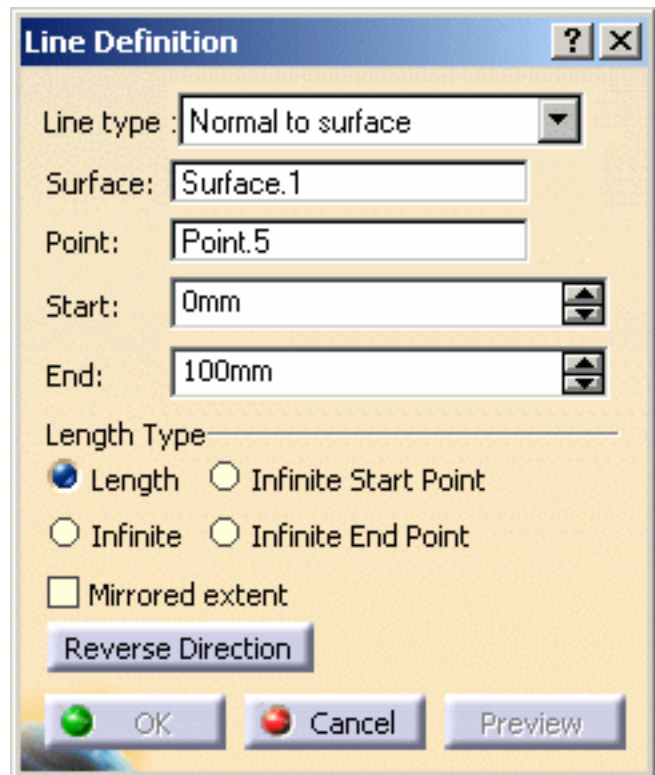 Line Definition
Line type : Normal to surface
Surface: Surface.1
Point: Point.5
Start: 0mm
End: 100mm
Length Type
Length Infinite Start Point
Infinite Infinite End Point
Mirrored extent
Reverse Direction
OK Cancel Preview